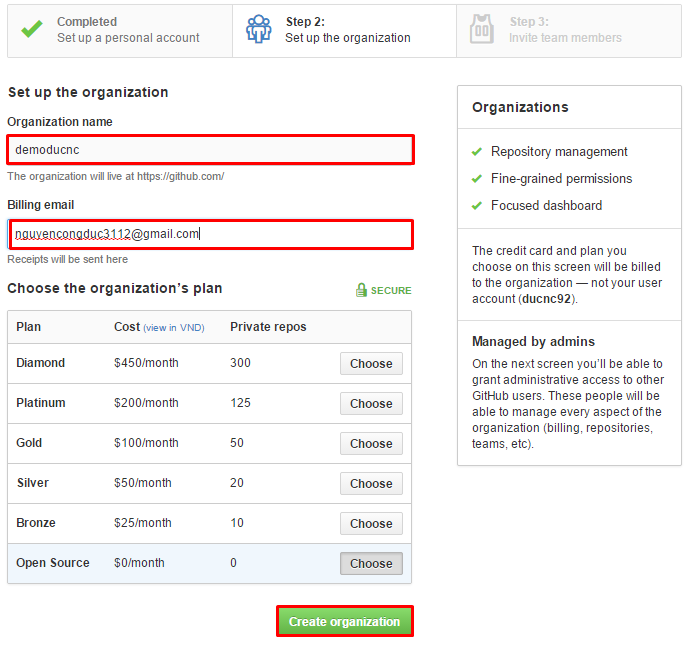 Completed
Set up a personal account
Step 2:
Set up the organization
Step 3:
Invite team members
Set up the organization
Organization name
demoducnc
The organization will live at https://github.com/
Billing email
nguyencongduc3112@gmail.com
Receipts will be sent here
Choose the organization's plan
SECURE
Plan Cost (view in VND) Private repos
Diamond $450/month 300 Choose
Platinum $200/month 125 Choose
Gold $100/month 50 Choose
Silver $50/month 20 Choose
Bronze $25/month 10 Choose
Open Source $0/month 0 Choose
Create organization
Organizations
Repository management
Fine-grained permissions
Focused dashboard
The credit card and plan you
choose on this screen will be billed
to the organization — not your user
account (ducnc92).
Managed by admins
On the next screen you'll be able to
grant administrative access to other
GitHub users. These people will be
able to manage every aspect of the
organization (billing, repositories,
teams, etc).